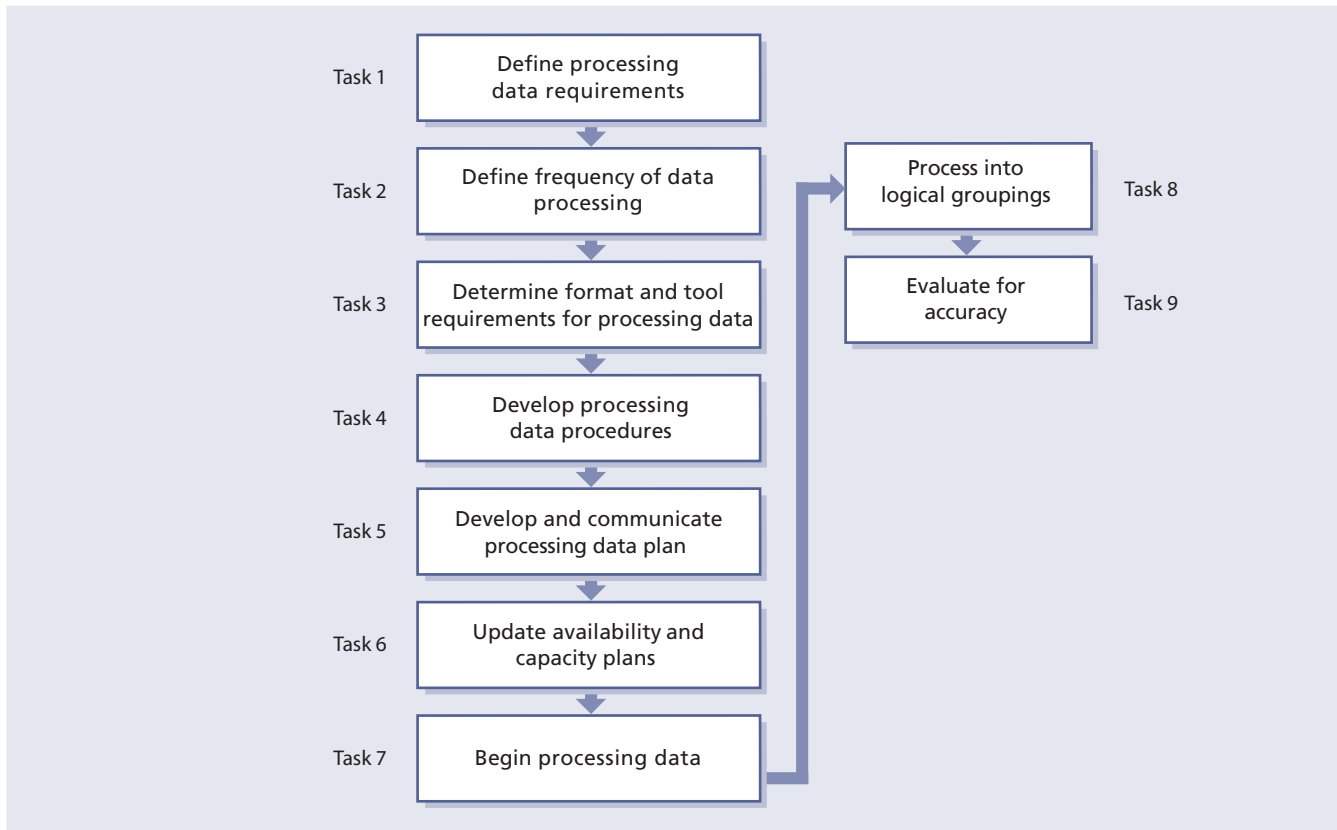 Task 1
Define processing
data requirements
Task 2
Define frequency of data
processing
Task 3
Determine format and tool
requirements for processing data
Task 4
Develop processing
data procedures
Task 5
Develop and communicate
processing data plan
Task 6
Update availability and
capacity plans
Task 7
Begin processing data
Process into
logical groupings
Task 8
Evaluate for
accuracy
Task 9